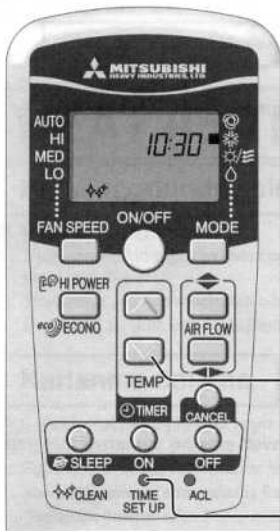 MITSUBISHI
HEAVY INDUSTRIES, LTD.
AUTO
HI
MED
LO
10:30
FAN SPEED
ON/OFF
MODE
HI POWER
eco ECONO
AIR FLOW
TEMP
TIMER
CANCEL
SLEEP
ON
OFF
CLEAN
TIME
SET UP
ACL